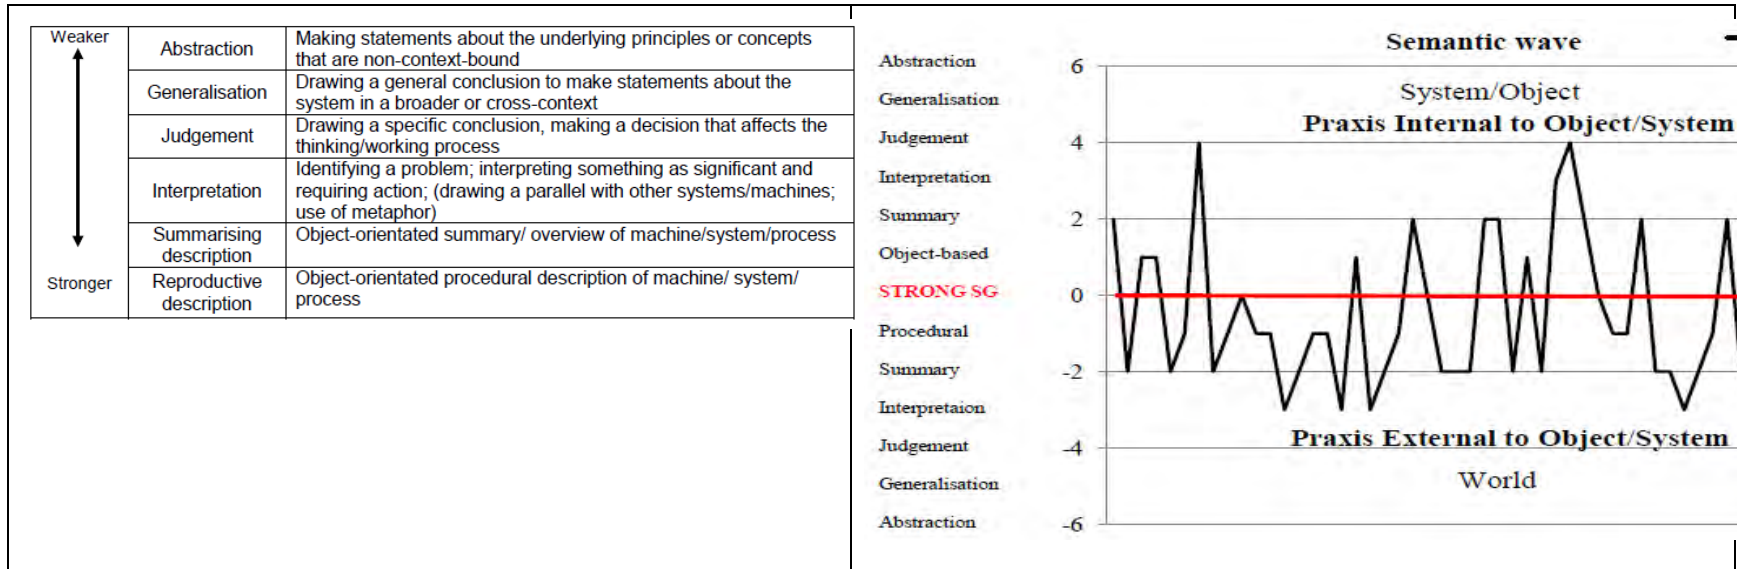 Weaker
Abstraction
Making statements about the underlying principles or concepts
that are non-context-bound
Generalisation
Drawing a general conclusion to make statements about the
system in a broader or cross-context
Judgement
Drawing a specific conclusion, making a decision that affects the
thinking/working process
Interpretation
Identifying a problem; interpreting something as significant and
requiring action; (drawing a parallel with other systems/machines;
use of metaphor)
Summarising
description
Object-orientated summary/ overview of machine/system/process
Stronger
Reproductive
description
Object-orientated procedural description of machine/ system/
process
Semantic wave
System/Object
Praxis Internal to Object/System
Abstraction
Generalisation
Judgement
Interpretation
Summary
Object-based
STRONG SG
Procedural
Summary
Interpretaion
Judgement
Generalisation
Abstraction
6
4
2
0
-2
-4
-6
Praxis External to Object/System
World